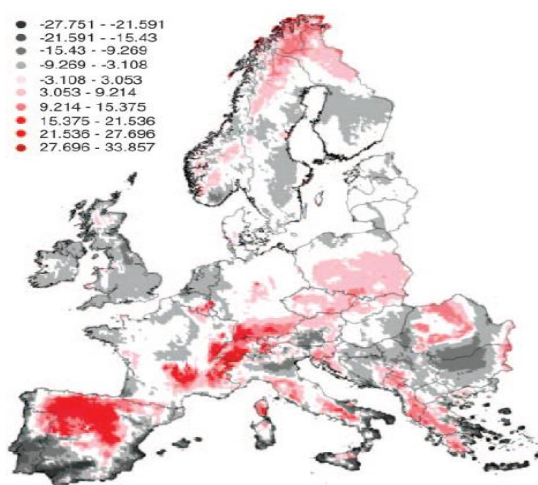 -27.751 - -21.591
-21.591 - -15.43
-15.43 - -9.269
-9.269 - -3.108
-3.108 - 3.053
3.053 - 9.214
9.214 - 15.375
15.375 - 21.536
21.536 - 27.696
27.696 - 33.857